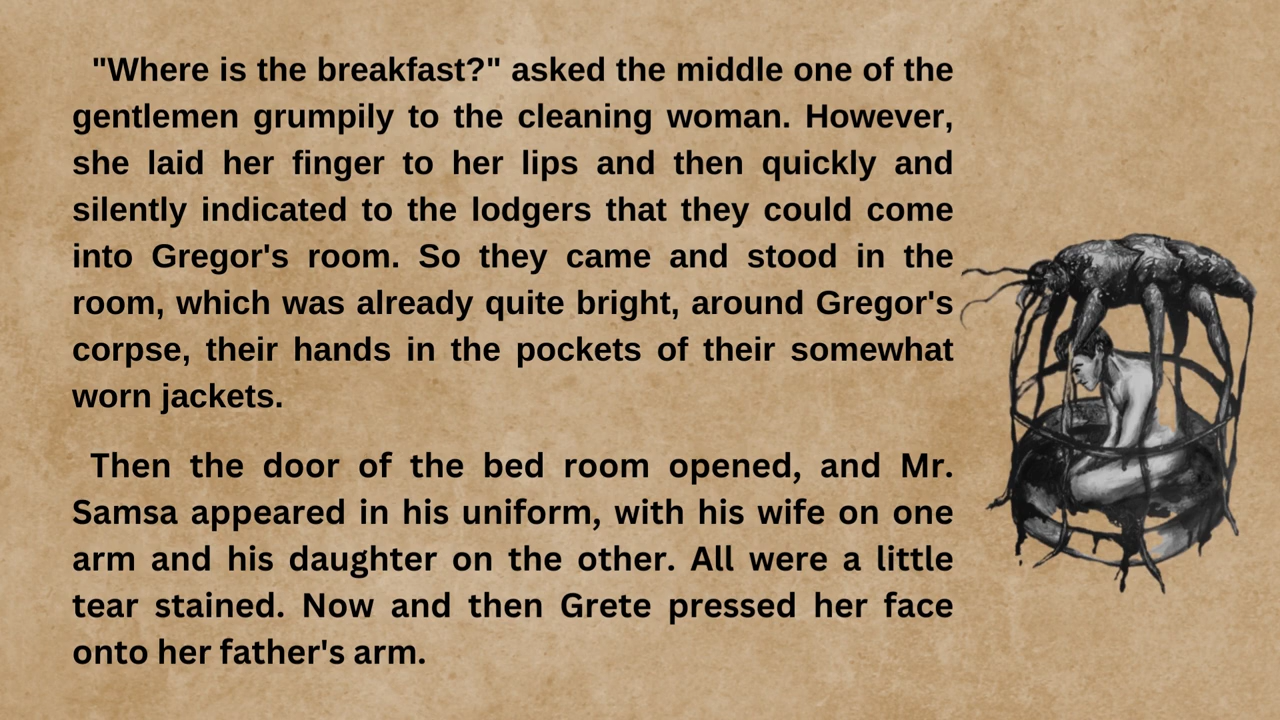 "Where is the breakfast?" asked the middle one of the
gentlemen grumpily to the cleaning woman. However,
she laid her finger to her lips and then quickly and
silently indicated to the lodgers that they could come
into Gregor's room. So they came and stood in the
room, which was already quite bright, around Gregor's
corpse, their hands in the pockets of their somewhat
worn jackets.
Then the door of the bed room opened, and Mr.
Samsa appeared in his uniform, with his wife on one
arm and his daughter on the other. All were a little
tear stained. Now and then Grete pressed her face
onto her father's arm.